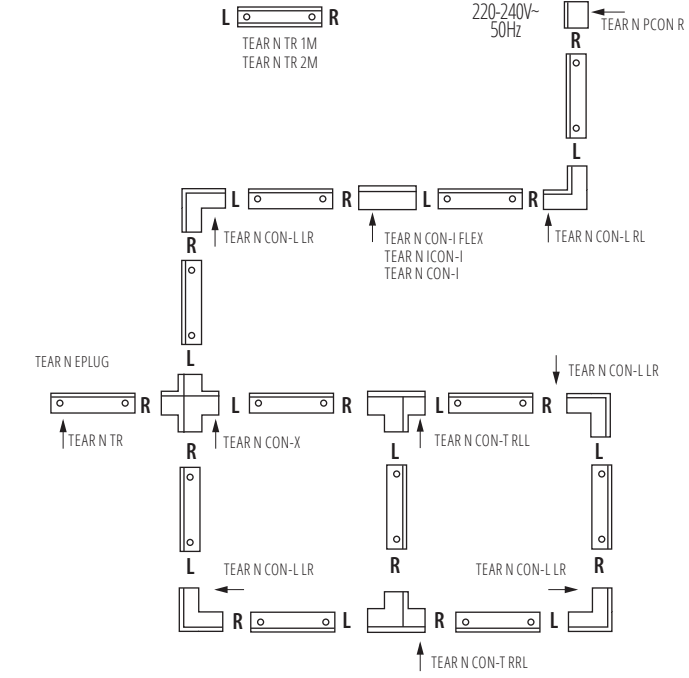 L R
TEAR N TR 1M
TEAR N TR 2M
220-240V~
50Hz
TEAR N PCON R
R
L
L R L R
TEAR N CON-L LR
TEAR N CON-I FLEX
TEAR N ICON-I
TEAR N CON-I
TEAR N CON-L RL
R
L
TEAR N EPLUG
TEAR N CON-L LR
R L R L R
TEAR N TR
TEAR N CON-X
TEAR N CON-T RLL
R L L
L R R
TEAR N CON-L LR
TEAR N CON-L LR
R L R L
TEAR N CON-T RRL